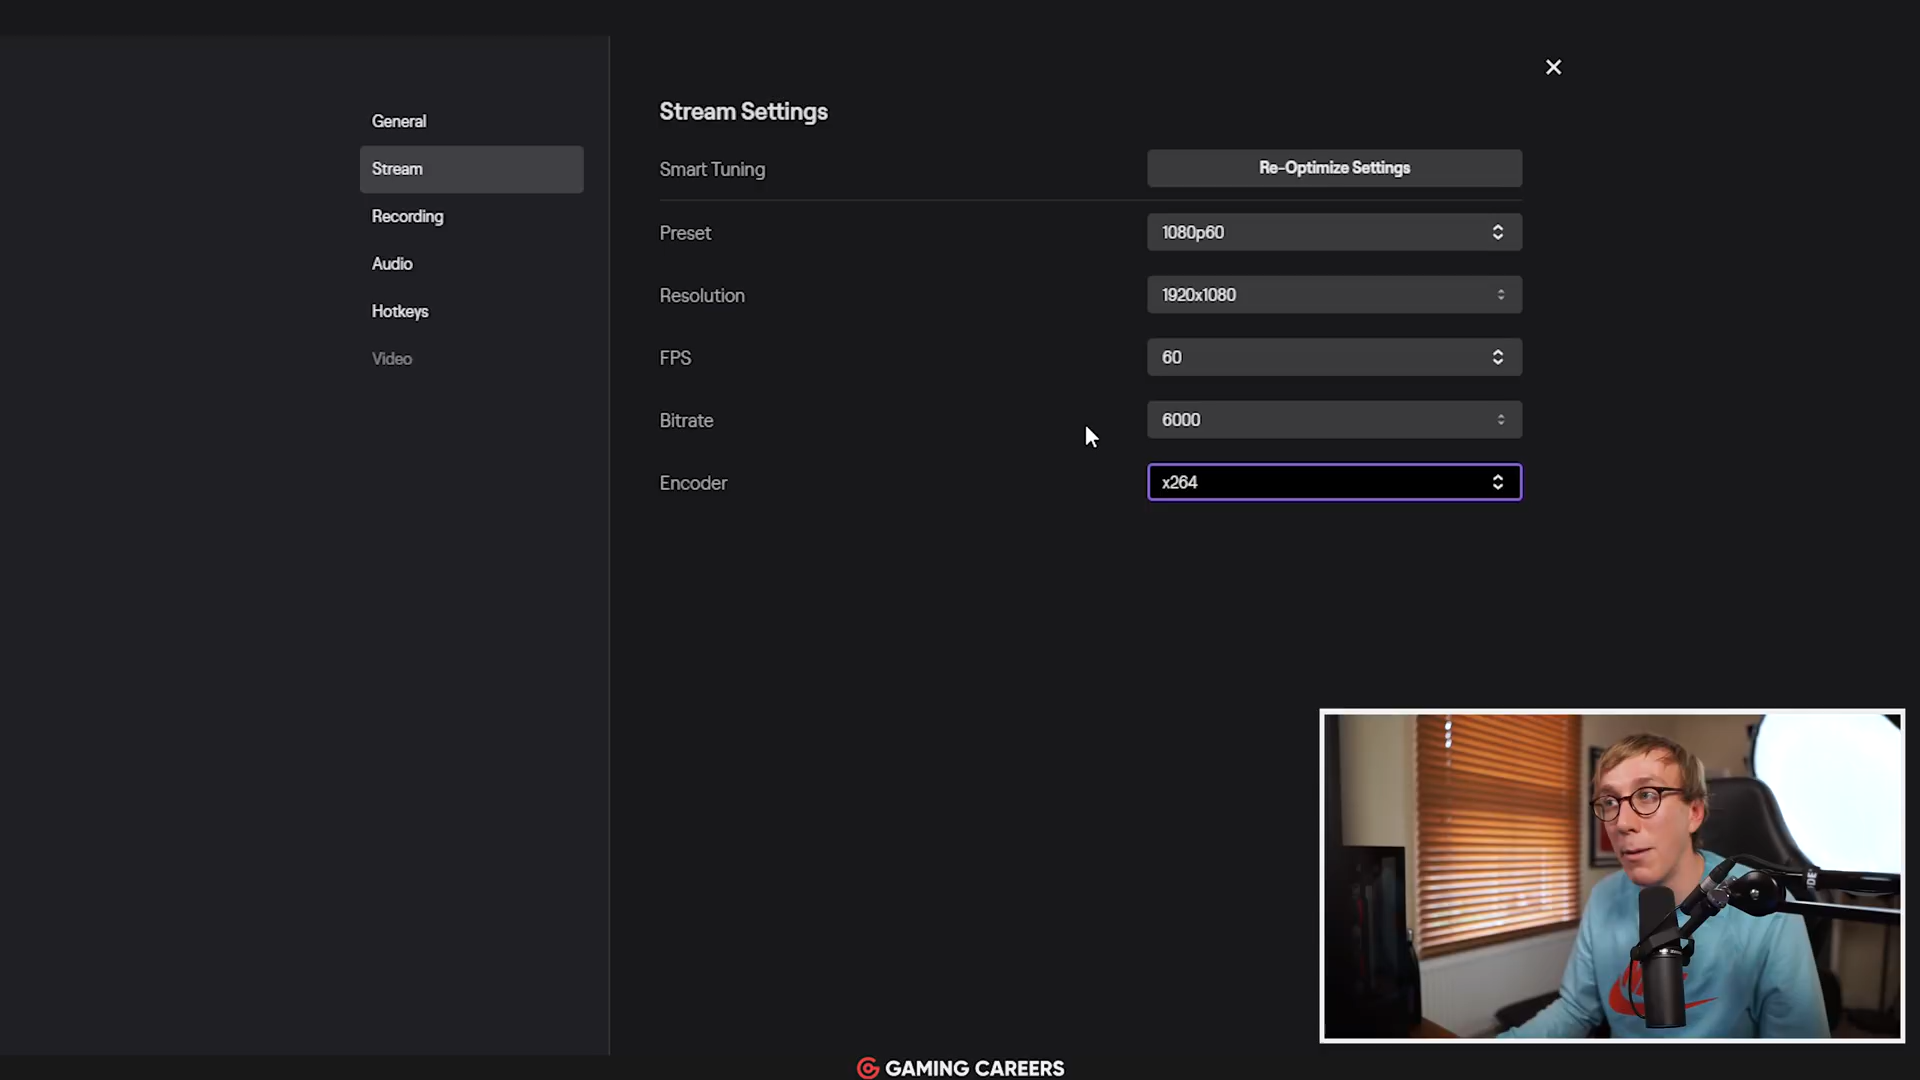 General
Stream
Recording
Audio
Hotkeys
Video
Stream Settings
Smart Tuning
Re-Optimize Settings
Preset
1080p60
Resolution
1920x1080
FPS
60
Bitrate
6000
Encoder
x264
GAMING CAREERS